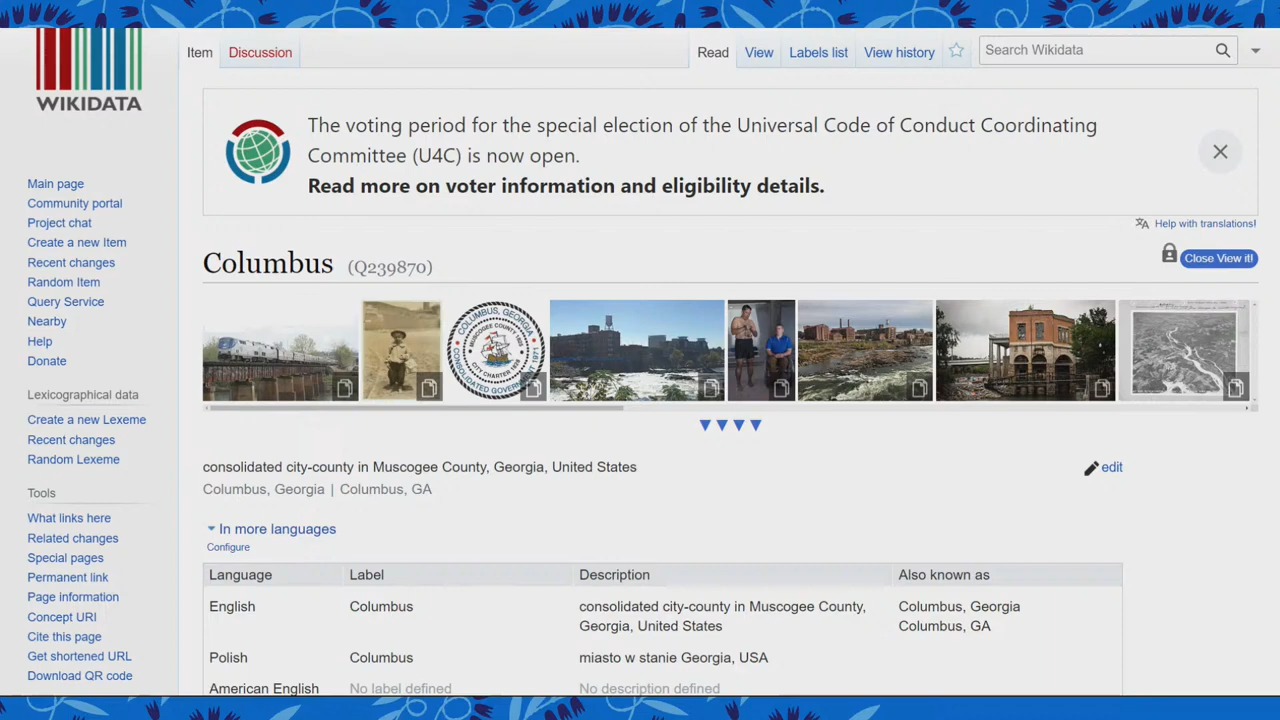 Item
Discussion
Read
View
Labels list
View history
Search Wikidata
WIKIDATA
The voting period for the special election of the Universal Code of Conduct Coordinating
Committee (U4C) is now open.
Read more on voter information and eligibility details.
Help with translations!
Main page
Community portal
Project chat
Create a new Item
Recent changes
Random Item
Query Service
Nearby
Help
Donate
Lexicographical data
Create a new Lexeme
Recent changes
Random Lexeme
Tools
What links here
Related changes
Special pages
Permanent link
Page information
Concept URI
Cite this page
Get shortened URL
Download QR code
Columbus (Q239870)
Close View it!
COLUMBUS, GEORGIA
MUSCOGEE COUNTY
CONSOLIDATED GOVERNMENT 1971
consolidated city-county in Muscogee County, Georgia, United States
edit
Columbus, Georgia | Columbus, GA
In more languages
Configure
Language Label Description Also known as
English Columbus consolidated city-county in Muscogee County, Columbus, Georgia
Georgia, United States Columbus, GA
Polish Columbus miasto w stanie Georgia, USA
American English No label defined No description defined